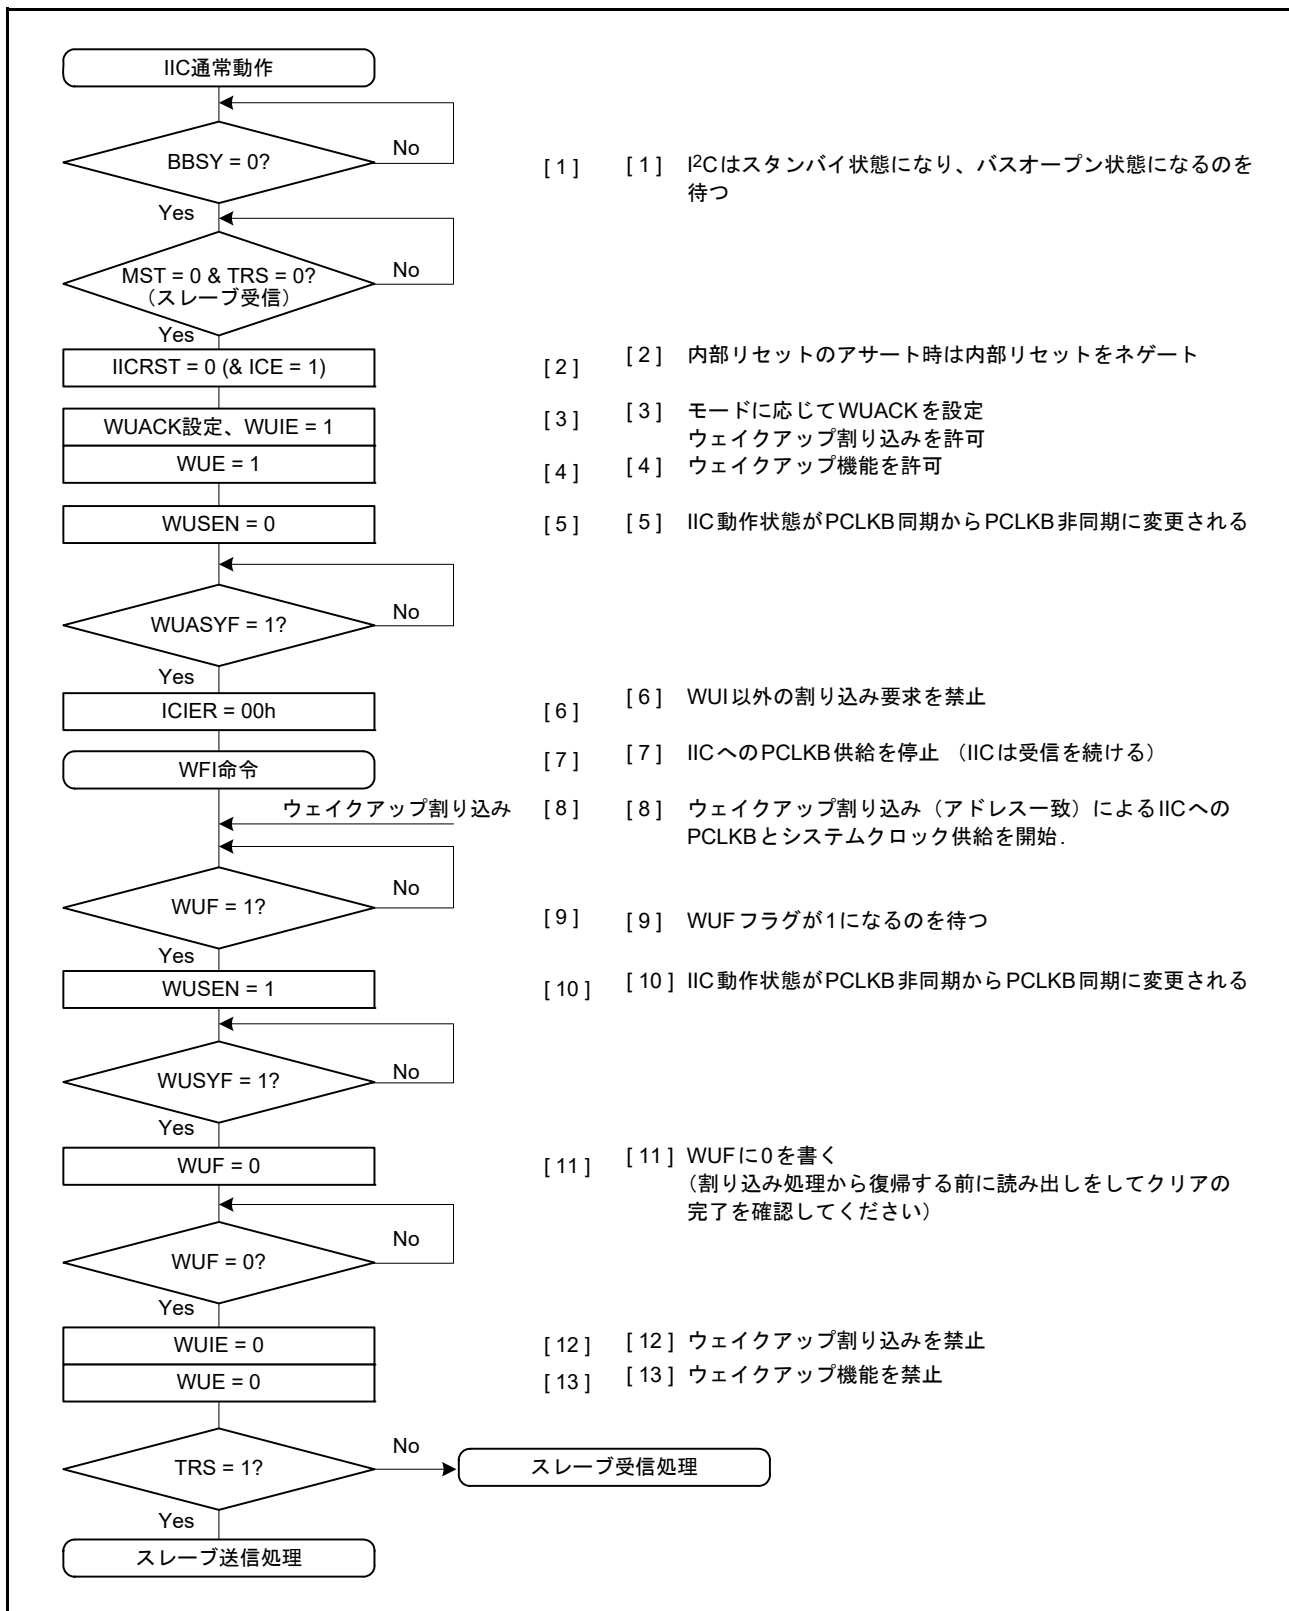 IIC通常動作
BBSY = 0?
No
[ 1 ]
[ 1 ] I2Cはスタンバイ状態になり、バスオープン状態になるのを
待つ
Yes
MST = 0 & TRS = 0?
（スレーブ受信）
No
Yes
IICRST = 0 (& ICE = 1)
[ 2 ]
[ 2 ] 内部リセットのアサート時は内部リセットをネゲート
WUACK設定、WUIE = 1
[ 3 ]
[ 3 ] モードに応じてWUACKを設定
ウェイクアップ割り込みを許可
WUE = 1
[ 4 ]
[ 4 ] ウェイクアップ機能を許可
WUSEN = 0
[ 5 ]
[ 5 ] IIC動作状態がPCLKB同期からPCLKB非同期に変更される
WUASYF = 1?
No
Yes
ICIER = 00h
[ 6 ]
[ 6 ] WUI以外の割り込み要求を禁止
WFI命令
[ 7 ]
[ 7 ] IICへのPCLKB供給を停止 （IICは受信を続ける）
ウェイクアップ割り込み
[ 8 ]
[ 8 ] ウェイクアップ割り込み（アドレス一致）によるIICへの
PCLKBとシステムクロック供給を開始.
WUF = 1?
No
[ 9 ]
[ 9 ] WUFフラグが1になるのを待つ
Yes
WUSEN = 1
[ 10 ]
[ 10 ] IIC動作状態がPCLKB非同期からPCLKB同期に変更される
WUSYF = 1?
No
Yes
WUF = 0
[ 11 ]
[ 11 ] WUFに0を書く
（割り込み処理から復帰する前に読み出しをしてクリアの
完了を確認してください）
WUF = 0?
No
Yes
WUIE = 0
[ 12 ]
[ 12 ] ウェイクアップ割り込みを禁止
WUE = 0
[ 13 ]
[ 13 ] ウェイクアップ機能を禁止
TRS = 1?
No
スレーブ受信処理
Yes
スレーブ送信処理